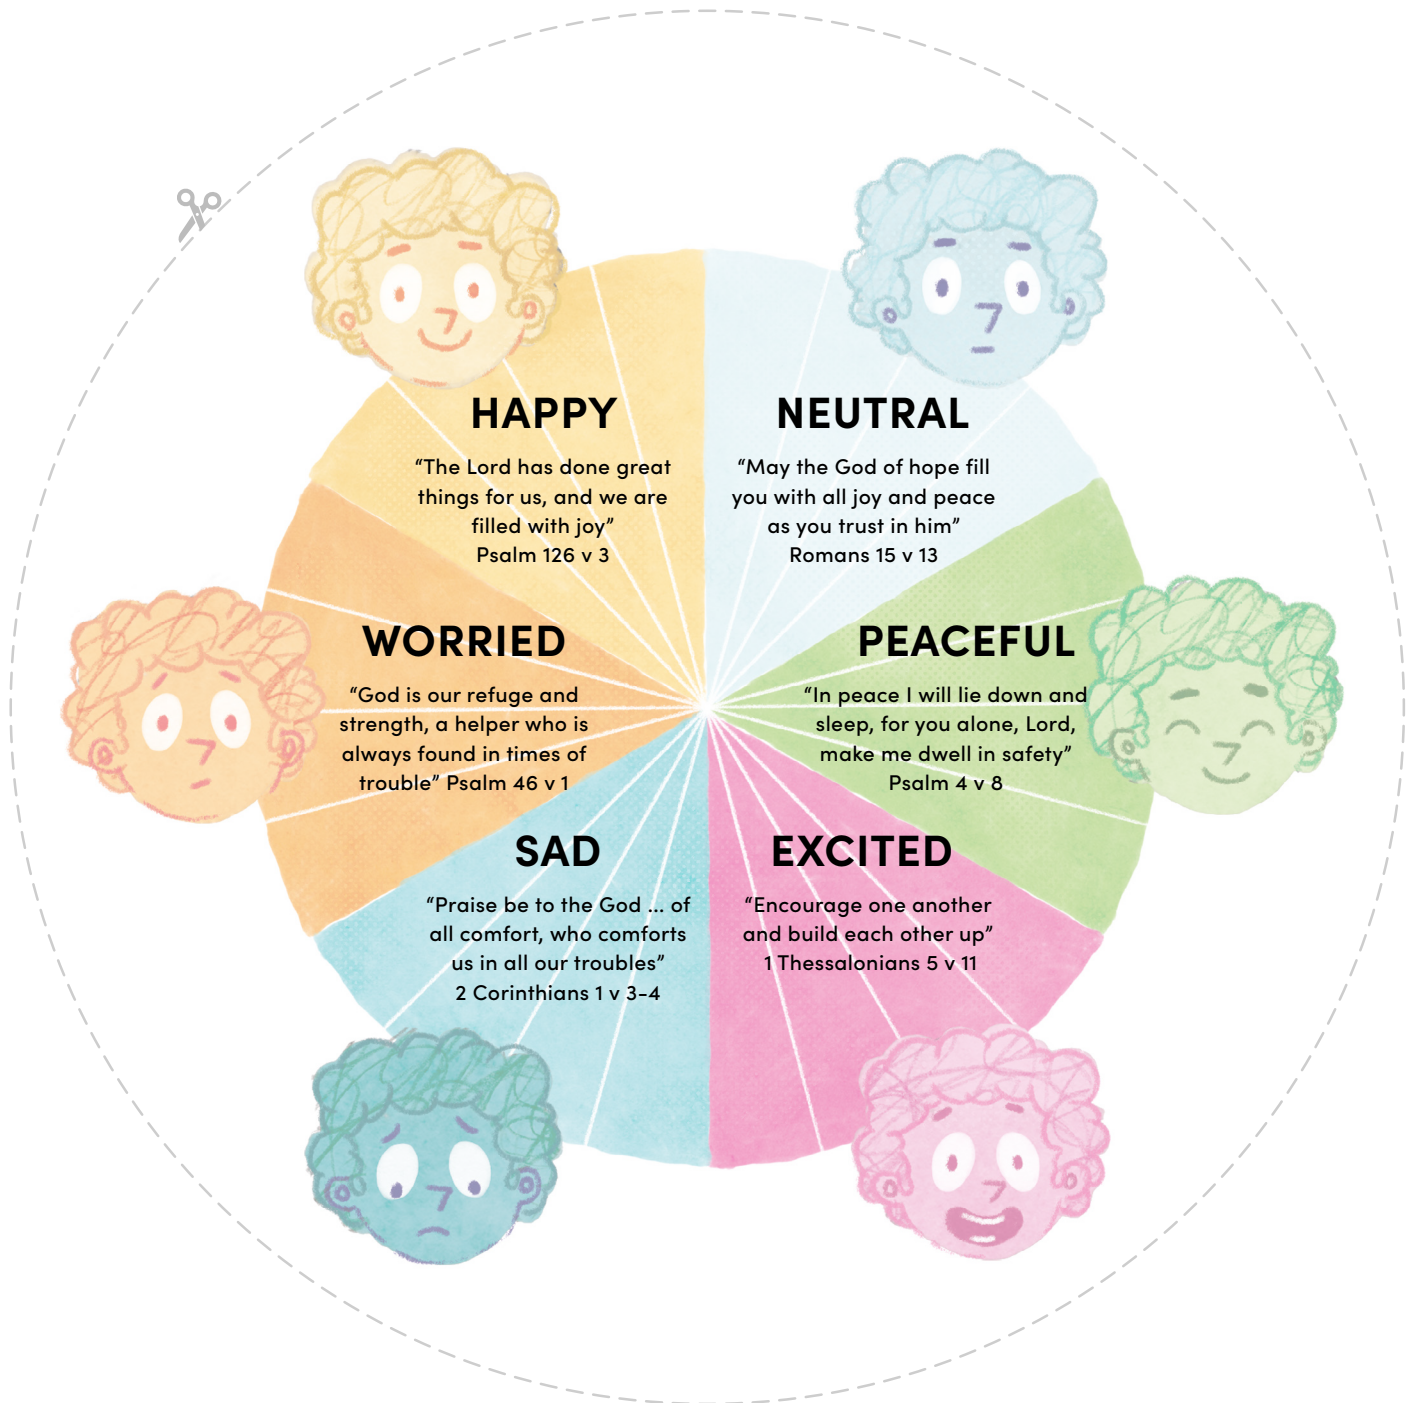 HAPPY
“The Lord has done great
things for us, and we are
filled with joy”
Psalm 126 v 3
NEUTRAL
“May the God of hope fill
you with all joy and peace
as you trust in him”
Romans 15 v 13
WORRIED
“God is our refuge and
strength, a helper who is
always found in times of
trouble” Psalm 46 v 1
PEACEFUL
“In peace I will lie down and
sleep, for you alone, Lord,
make me dwell in safety”
Psalm 4 v 8
SAD
“Praise be to the God ... of
all comfort, who comforts
us in all our troubles”
2 Corinthians 1 v 3-4
EXCITED
“Encourage one another
and build each other up”
1 Thessalonians 5 v 11